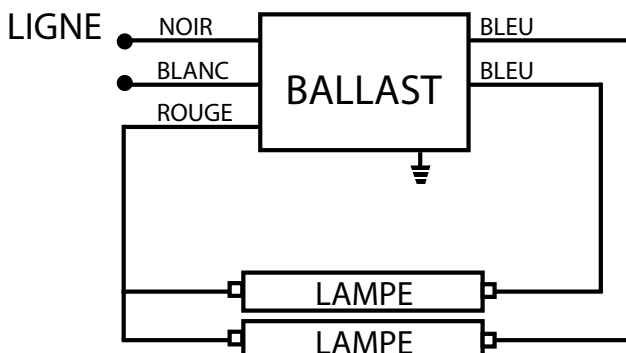 LIGNE
NOIR
BLEU
BLANC
BLEU
BALLAST
ROUGE
LAMPE
LAMPE